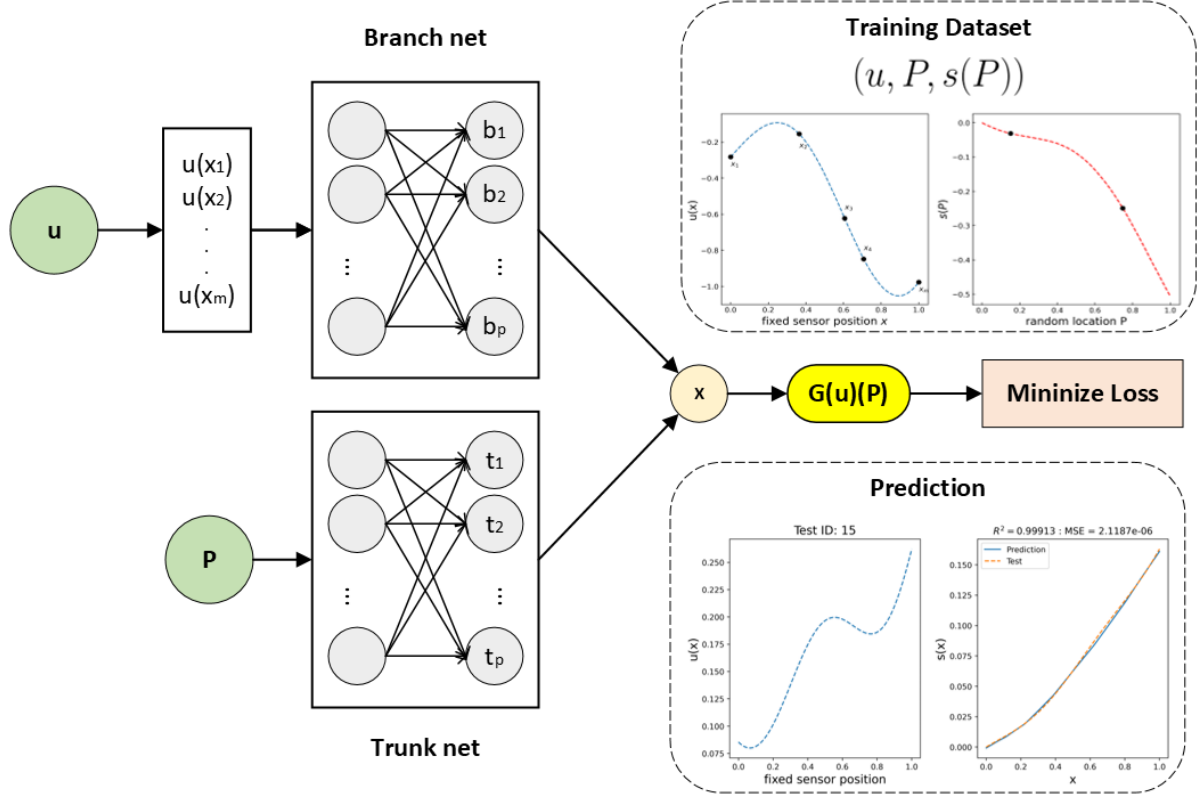 Branch net
u
u(x1)
u(x2)
.
.
.
u(xm)
b1
b2
...
bp
P
t1
t2
...
tp
Trunk net
x
G(u)(P)
Mininize Loss
Training Dataset
(u, P, s(P))
u(x)
−0.2
−0.4
−0.6
−0.8
−1.0
x1
x2
x3
x4
xm
0.0 0.2 0.4 0.6 0.8 1.0
fixed sensor position x
s(P)
0.0
−0.1
−0.2
−0.3
−0.4
−0.5
0.0 0.2 0.4 0.6 0.8 1.0
random location P
Prediction
Test ID: 15
u(x)
0.250
0.225
0.200
0.175
0.150
0.125
0.100
0.075
0.0 0.2 0.4 0.6 0.8 1.0
fixed sensor position
R² = 0.99913 : MSE = 2.1187e-06
Prediction
Test
s(x)
0.150
0.125
0.100
0.075
0.050
0.025
0.000
0.0 0.2 0.4 0.6 0.8 1.0
x